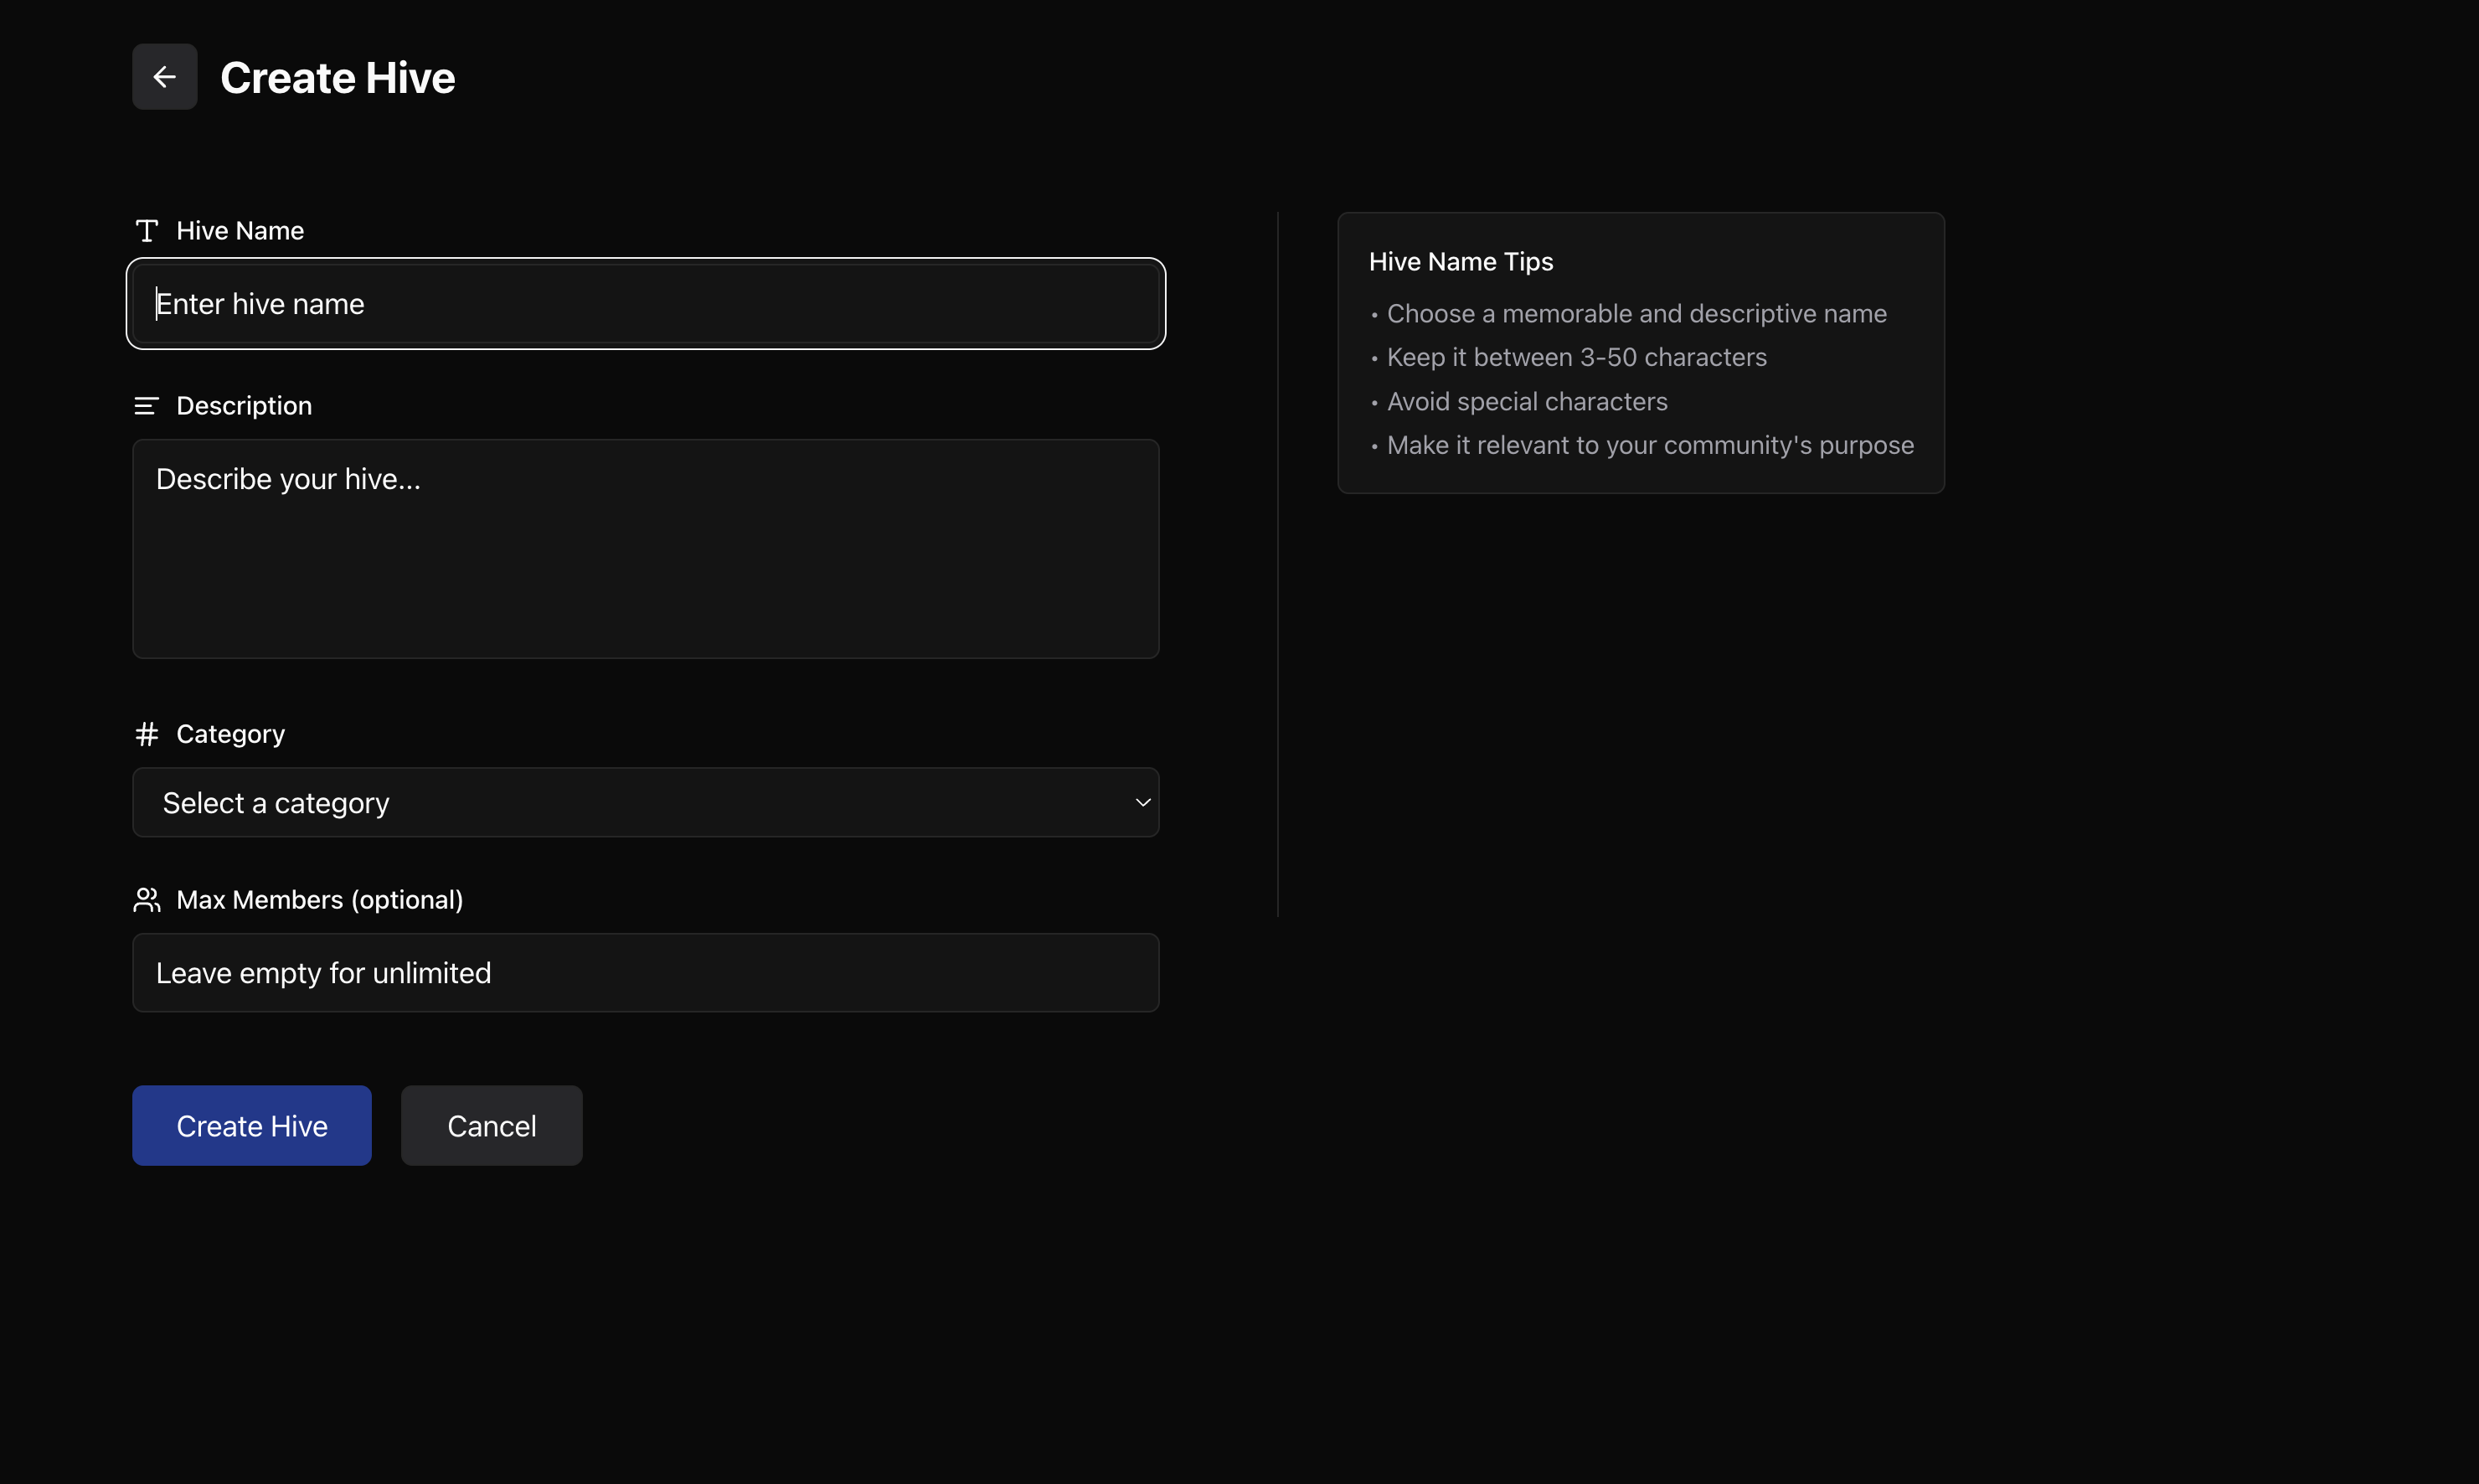 Create Hive
Hive Name
Enter hive name
Description
Describe your hive...
Category
Select a category
Max Members (optional)
Leave empty for unlimited
Create Hive
Cancel
Hive Name Tips
• Choose a memorable and descriptive name
• Keep it between 3-50 characters
• Avoid special characters
• Make it relevant to your community's purpose